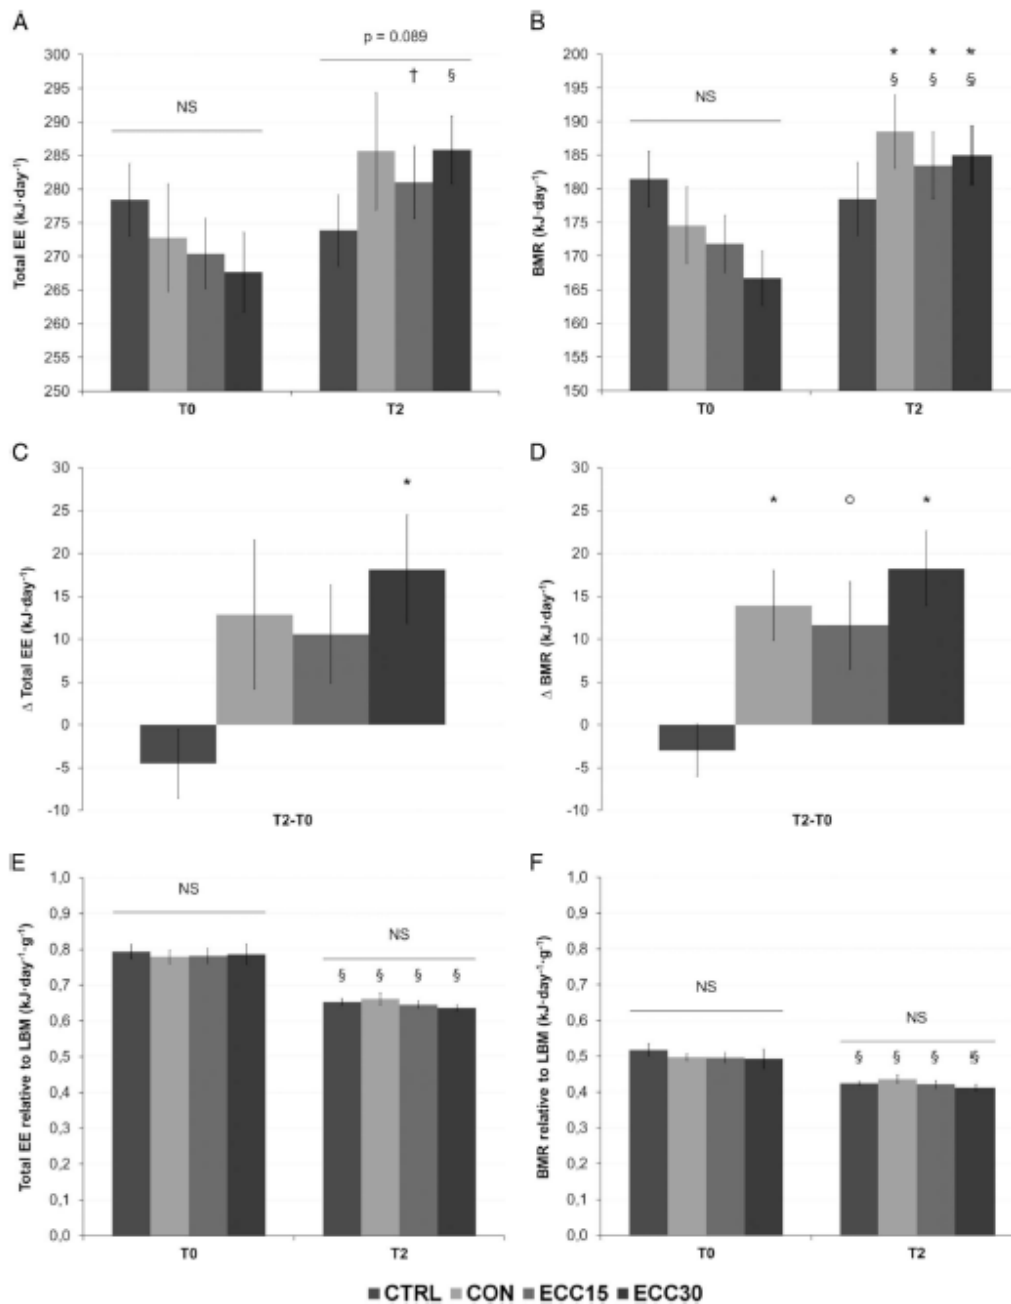 A
p = 0.089
300
295
290
285
280
275
270
265
260
255
250
Total EE (kJ·day⁻¹)
NS
† §
T0 T2
B
200
195
190
185
180
175
170
165
160
155
150
BMR (kJ·day⁻¹)
NS
* * *
§ § §
T0 T2
C
30
25
20
15
10
5
0
-5
-10
Δ Total EE (kJ·day⁻¹)
*
T2-T0
D
30
25
20
15
10
5
0
-5
-10
Δ BMR (kJ·day⁻¹)
* ○ *
T2-T0
E
1,0
0,9
0,8
0,7
0,6
0,5
0,4
0,3
0,2
0,1
0,0
Total EE relative to LBM (kJ·day⁻¹·g⁻¹)
NS
NS
§ § § §
T0 T2
F
1,0
0,9
0,8
0,7
0,6
0,5
0,4
0,3
0,2
0,1
0,0
BMR relative to LBM (kJ·day⁻¹·g⁻¹)
NS
NS
§ § § §
T0 T2
CTRL CON ECC15 ECC30